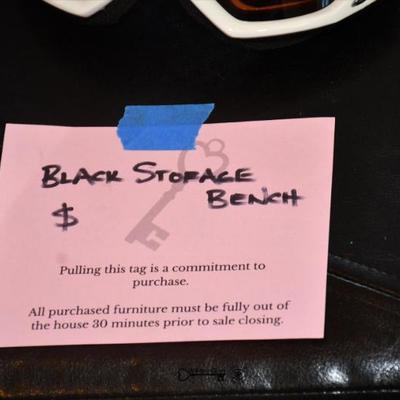 BLACK STORAGE
BENCH
$
Pulling this tag is a commitment to
purchase.
All purchased furniture must be fully out of
the house 30 minutes prior to sale closing.